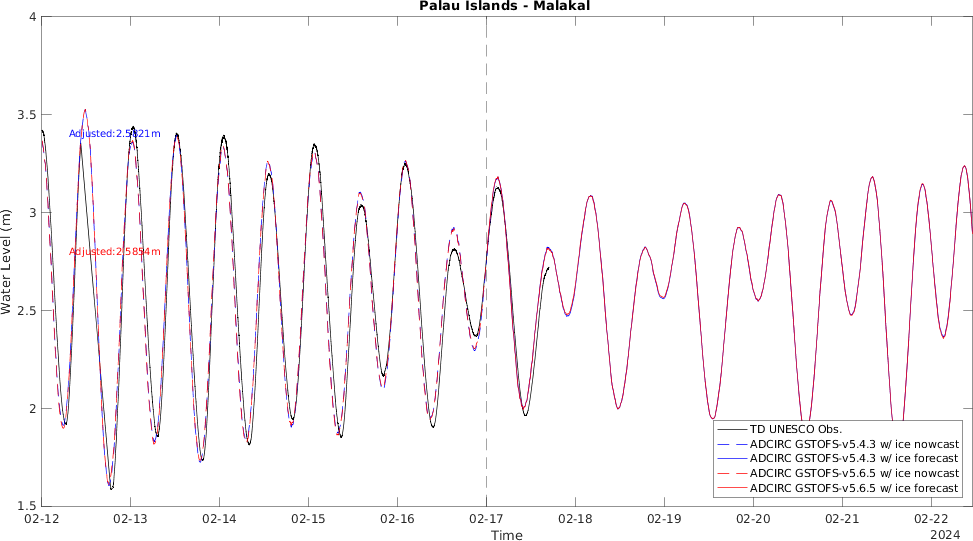 Palau Islands - Malakal
4
3.5
3
2.5
2
1.5
Water Level (m)
Adjusted:2.5821m
Adjusted:2.5854m
TD UNESCO Obs.
ADCIRC GSTOFS-v5.4.3 w/ ice nowcast
ADCIRC GSTOFS-v5.4.3 w/ ice forecast
ADCIRC GSTOFS-v5.6.5 w/ ice nowcast
ADCIRC GSTOFS-v5.6.5 w/ ice forecast
02-12 02-13 02-14 02-15 02-16 02-17 02-18 02-19 02-20 02-21 02-22
Time
2024